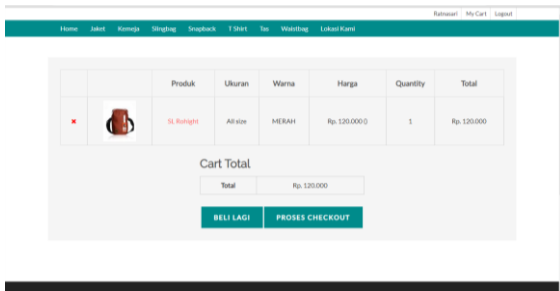 Ratnasari My Cart Logout
Home Jaket Kemeja Slingbag Snapback T Shirt Tas Waistbag Lokasi Kami
Produk Ukuran Warna Harga Quantity Total
All size MERAH Rp. 120.000 1 Rp. 120.000
Cart Total
Total Rp. 120.000
BELI LAGI PROSES CHECKOUT